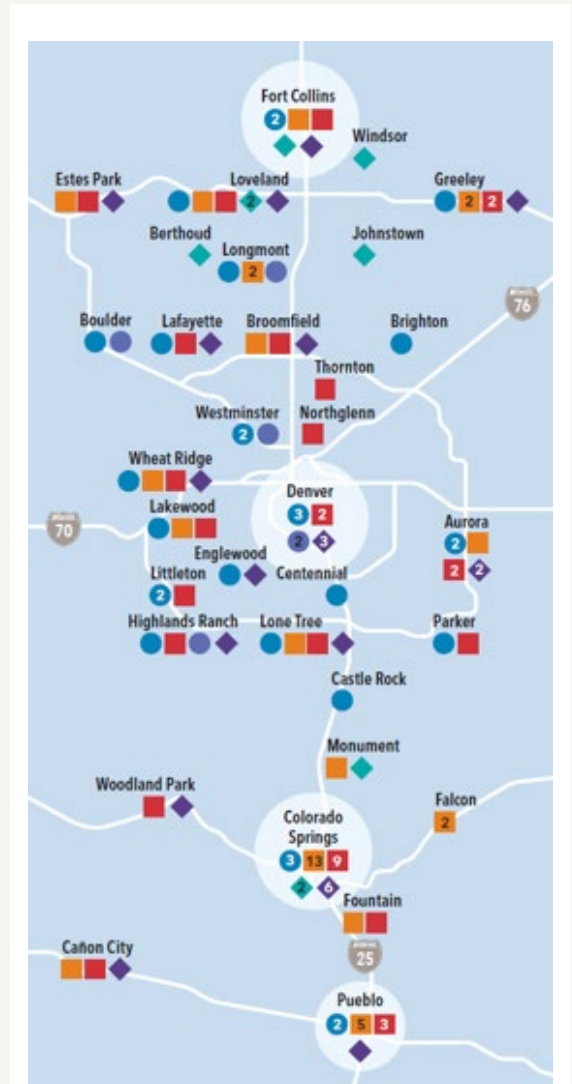 Fort Collins
2
Windsor
Estes Park
Loveland
Greeley
2
2 2
Berthoud
Johnstown
Longmont
2
76
Boulder
Lafayette
Broomfield
Brighton
Thornton
Westminster
Northglenn
2
Wheat Ridge
Denver
3 2
2 3
Lakewood
70
Aurora
2
2 2
Englewood
Littleton
Centennial
2
Highlands Ranch
Lone Tree
Parker
Castle Rock
Monument
Woodland Park
Falcon
2
Colorado
Springs
3 13 9
2 6
Fountain
25
Cañon City
Pueblo
2 5 3